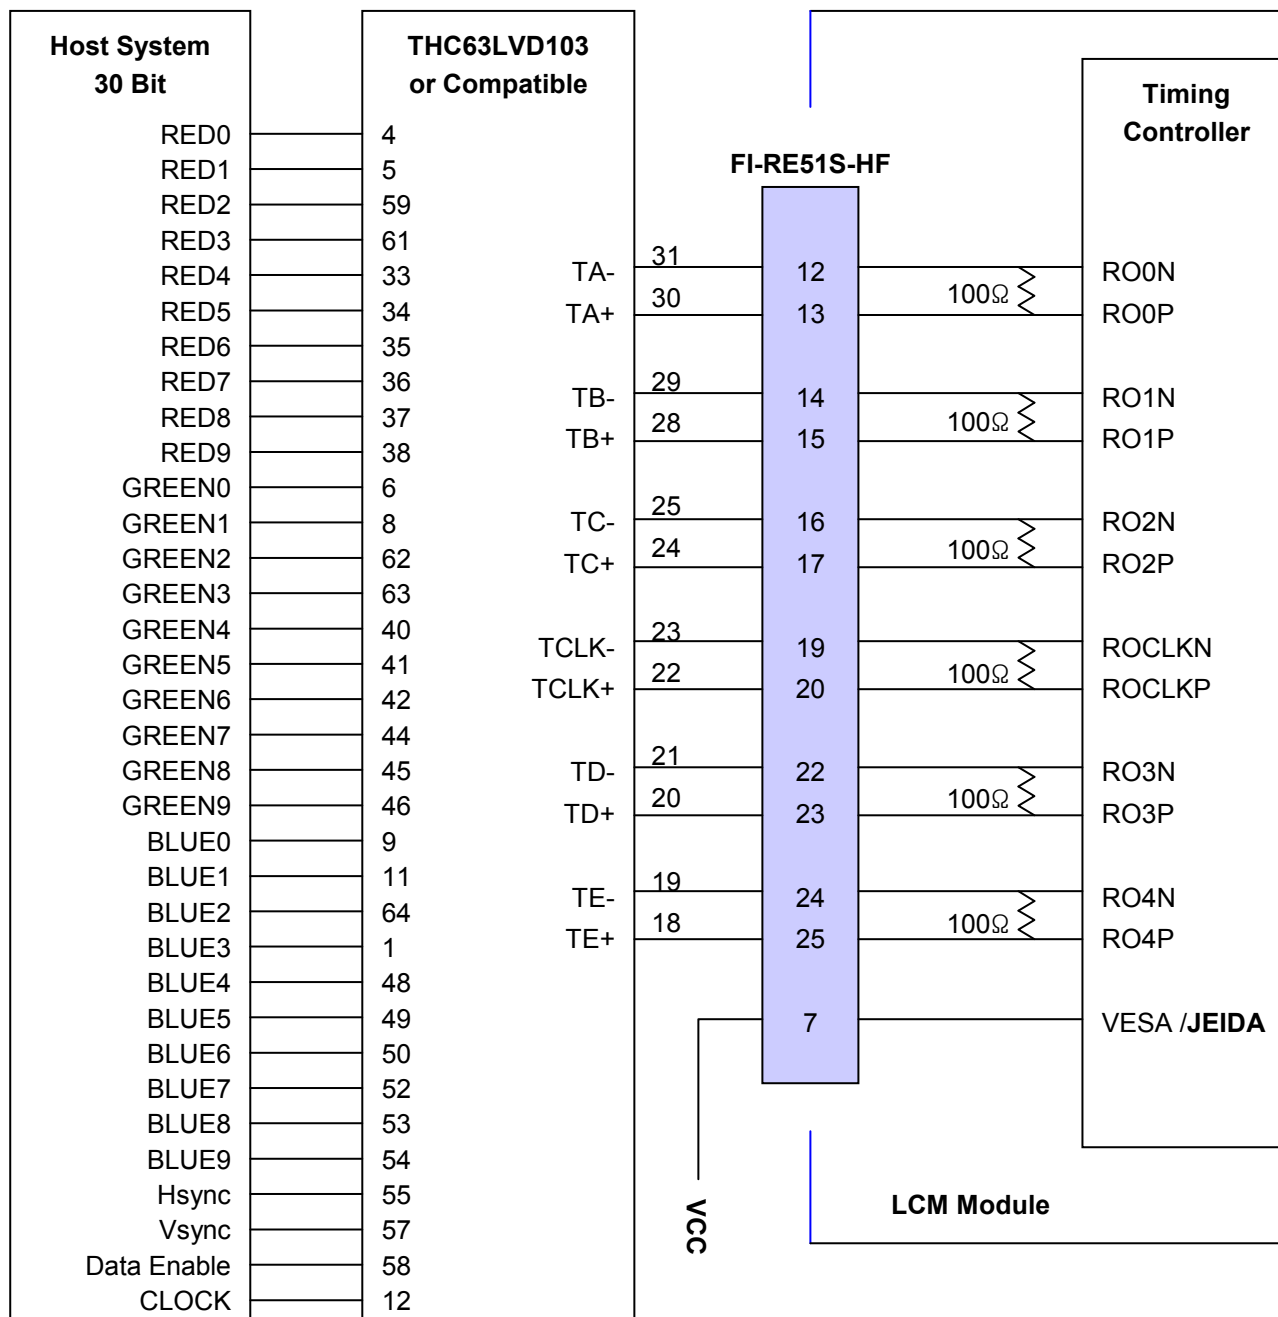 Host System
30 Bit
THC63LVD103
or Compatible
Timing
Controller
FI-RE51S-HF
RED0 4
RED1 5
RED2 59
RED3 61
RED4 33
RED5 34
RED6 35
RED7 36
RED8 37
RED9 38
GREEN0 6
GREEN1 8
GREEN2 62
GREEN3 63
GREEN4 40
GREEN5 41
GREEN6 42
GREEN7 44
GREEN8 45
GREEN9 46
BLUE0 9
BLUE1 11
BLUE2 64
BLUE3 1
BLUE4 48
BLUE5 49
BLUE6 50
BLUE7 52
BLUE8 53
BLUE9 54
Hsync 55
Vsync 57
Data Enable 58
CLOCK 12
TA- 31 12 RO0N
100Ω
TA+ 30 13 RO0P
TB- 29 14 RO1N
100Ω
TB+ 28 15 RO1P
TC- 25 16 RO2N
100Ω
TC+ 24 17 RO2P
TCLK- 23 19 ROCLKN
100Ω
TCLK+ 22 20 ROCLKP
TD- 21 22 RO3N
100Ω
TD+ 20 23 RO3P
TE- 19 24 RO4N
100Ω
TE+ 18 25 RO4P
7 VESA /JEIDA
VCC
LCM Module